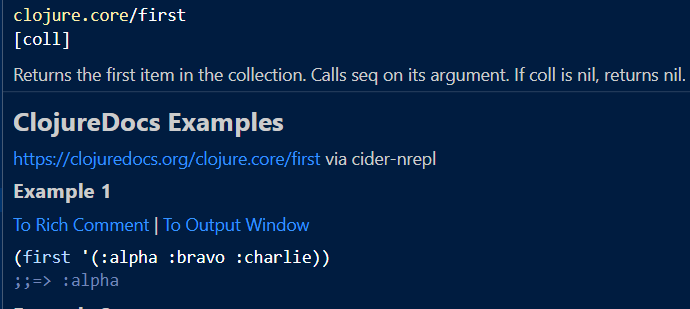 clojure.core/first
[coll]
Returns the first item in the collection. Calls seq on its argument. If coll is nil, returns nil.
ClojureDocs Examples
https://clojuredocs.org/clojure.core/first via cider-nrepl
Example 1
To Rich Comment | To Output Window
(first '(:alpha :bravo :charlie))
;;=> :alpha